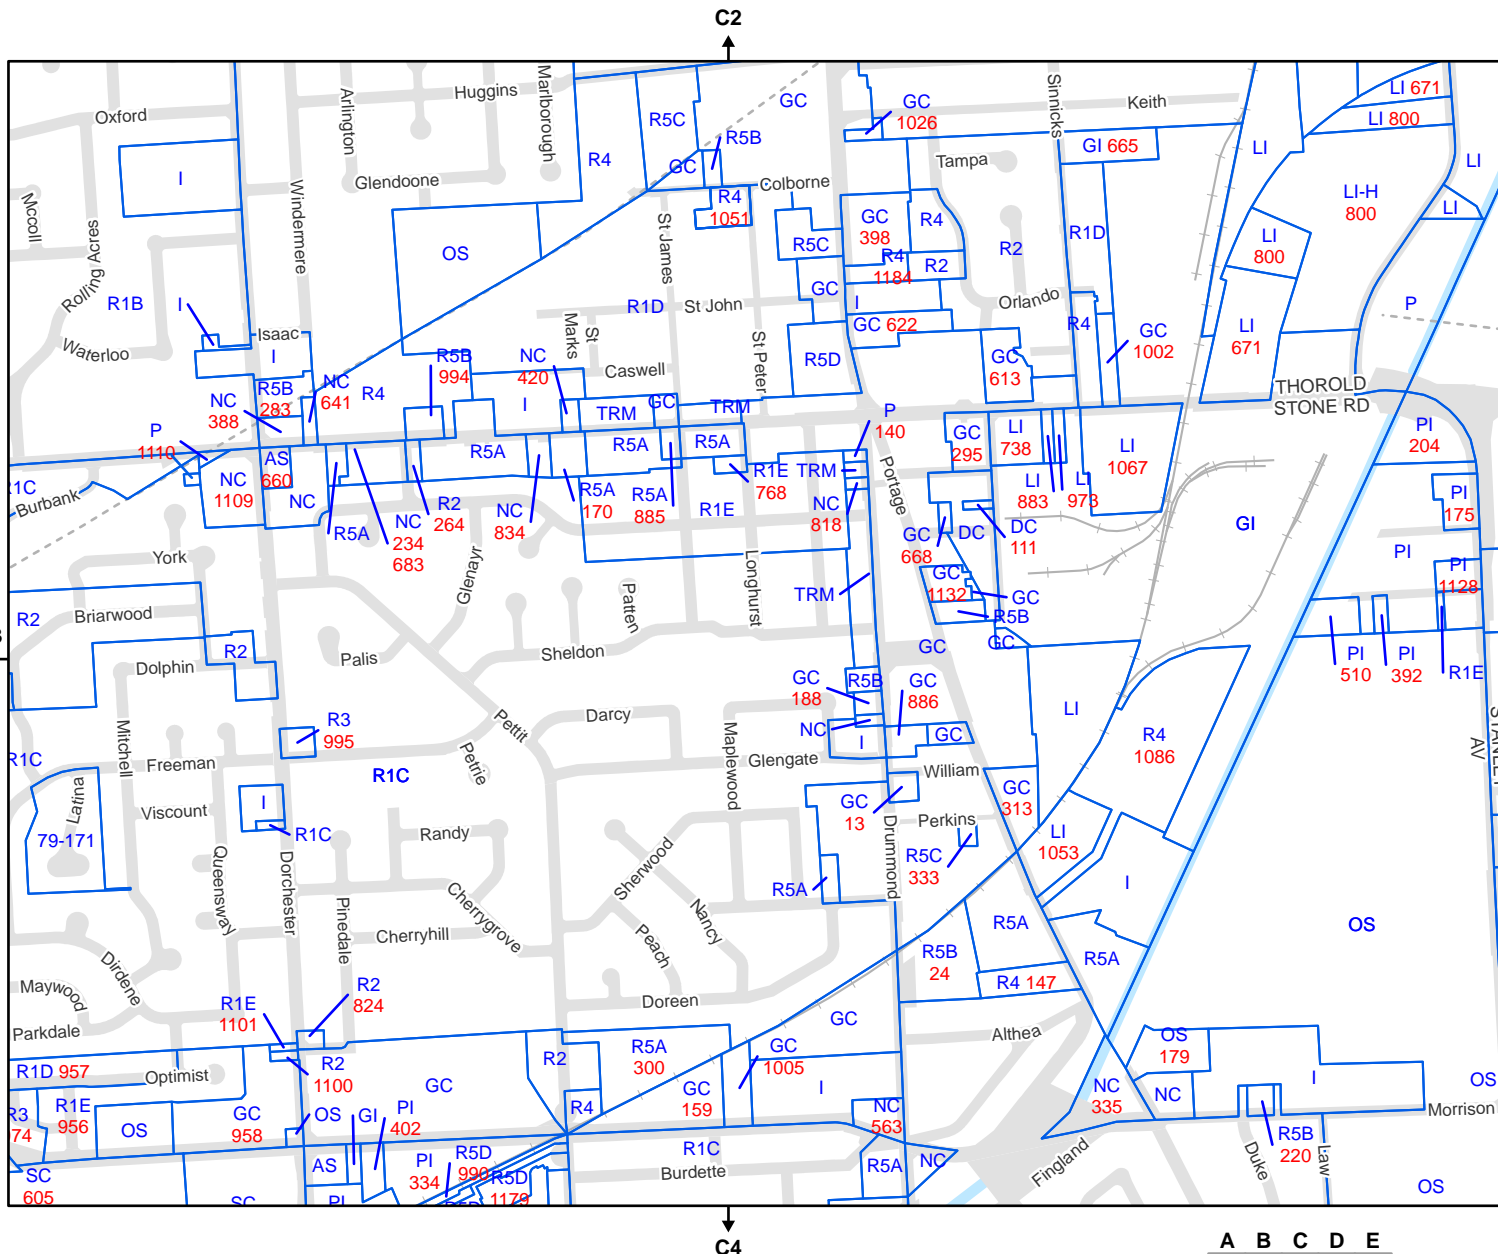 C2
Oxford
Huggins
Arlington
Marlborough
R4
R5C
GC
R5B
GC
GC
1026
Sinnicks
Keith
LI 671
LI 800
LI
LI
GI 665
Tampa
I
Glendoone
Windermere
Mccoll
Rolling Acres
R1B
I
Waterloo
Isaac
I
OS
Colborne
R4
1051
St James
R5C
GC
398
R4
R4
1184
R2
R2
R1D
LI-H
800
LI
LI
800
P
R1D
St John
GC
I
GC 622
Orlando
R4
GC
1002
LI
671
St Marks
St Peter
R5D
GC
613
Caswell
R5B
994
NC
420
I
TRM
GC
TRM
R5B
283
NC
641
R4
NC
388
P
1110
THOROLD
STONE RD
P
140
PI
204
R1C
Burbank
NC
1109
AS
660
NC
R5A
NC
234
683
R2
264
R5A
NC
834
R5A
170
R5A
R5A
885
R5A
R1E
768
R1E
TRM
NC
818
Portage
GC
295
LI
738
LI
883
LI
973
LI
1067
GC
668
DC
DC
111
GC
1132
GC
R5B
GC
GC
GI
PI
175
PI
PI
1128
PI
510
PI
392
R1E
York
R2
Briarwood
R2
Dolphin
Glenayr
Patten
Longhurst
TRM
Palis
Sheldon
R5B
GC
188
GC
886
NC
I
GC
LI
R4
1086
STANLEY
AV
R3
995
Pettit
Darcy
Petrie
Mitchell
Freeman
R1C
R1C
Maplewood
Glengate
William
Latina
79-171
Viscount
I
R1C
Randy
GC
13
Drummond
Perkins
GC
313
LI
1053
R5C
333
I
Queensway
Dorchester
Pinedale
Cherrygrove
Cherryhill
Sherwood
Nancy
Peach
R5A
R5A
R5B
24
R4 147
R5A
OS
Dirdene
Maywood
Parkdale
R1E
1101
R2
824
Doreen
GC
Althea
R1D 957
Optimist
R2
1100
GC
R2
R5A
300
GC
1005
I
OS
179
NC
335
NC
I
OS
R3
74
R1E
956
OS
GC
958
OS
GI
PI
402
R4
GC
159
NC
563
Morrison
R5B
220
Duke
Law
SC
605
SC
AS
PI
PI
334
R5D
990
R5D
1179
R5D
R1C
Burdette
R5A
NC
Fingland
OS
C4
A B C D E